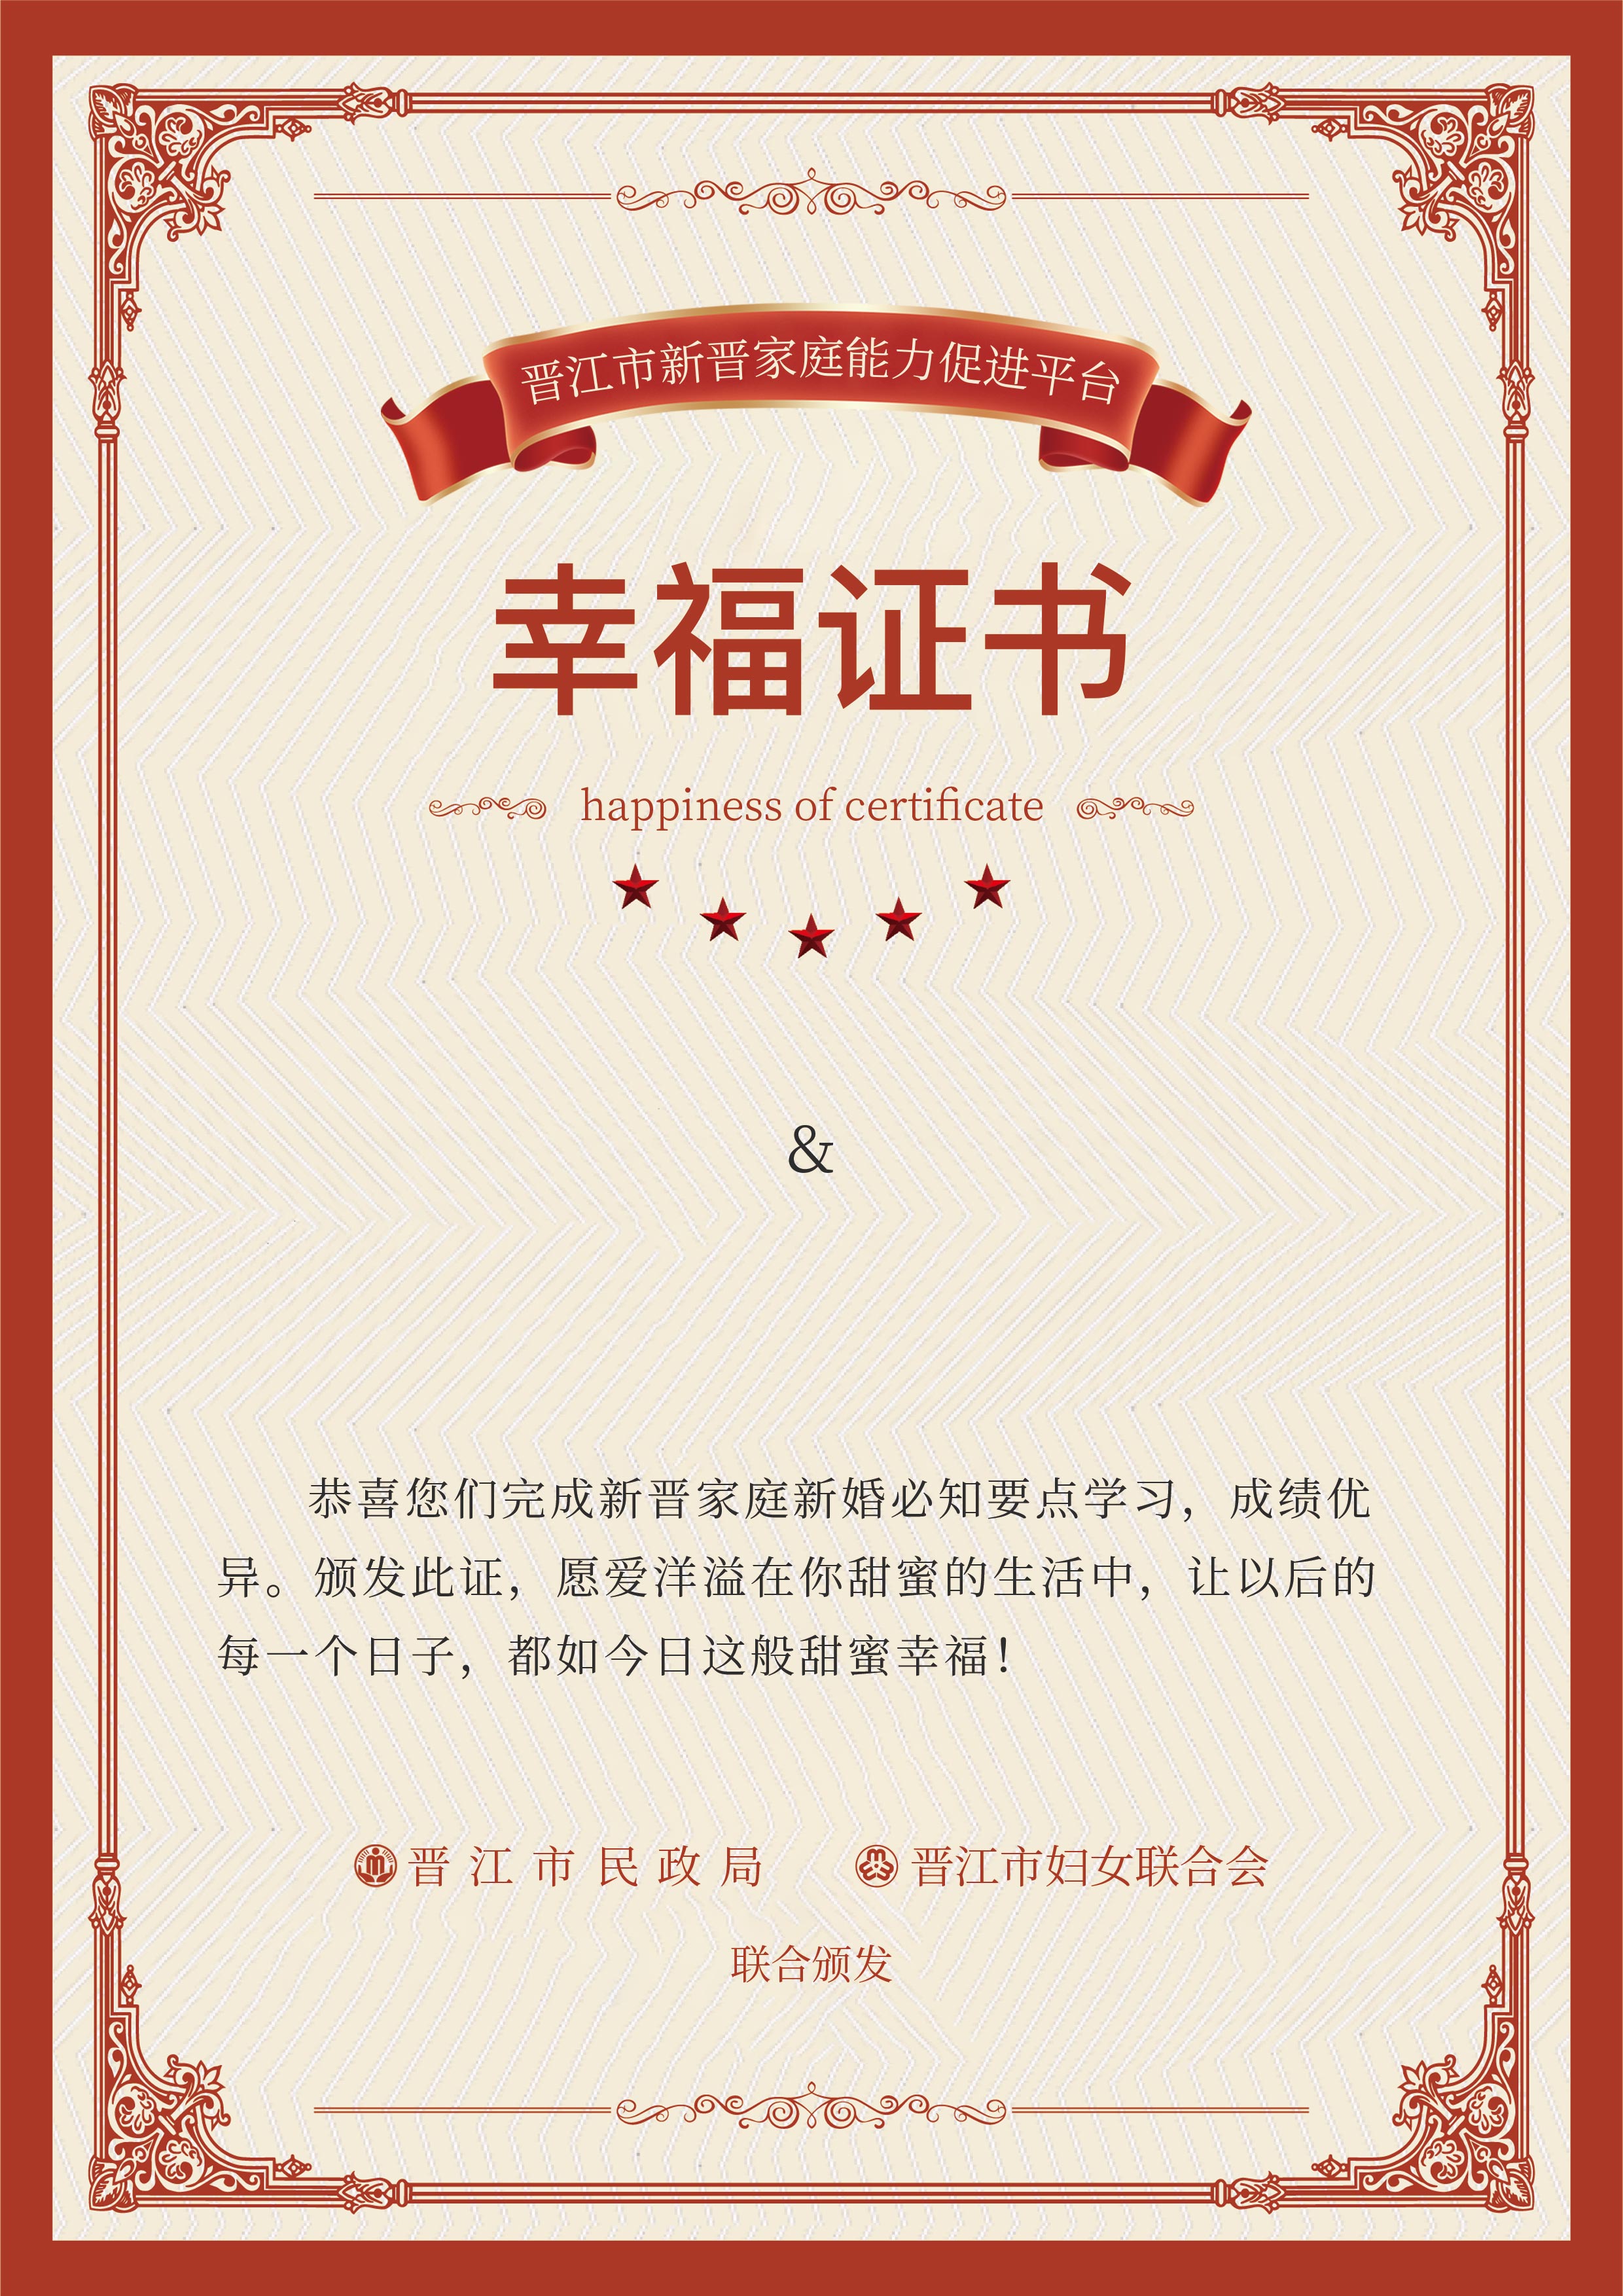 晋江市新晋家庭能力促进平台
幸福证书
happiness of certificate
&
恭喜您们完成新晋家庭新婚必知要点学习，成绩优
异。颁发此证，愿爱洋溢在你甜蜜的生活中，让以后的
每一个日子，都如今日这般甜蜜幸福！
晋江市民政局 晋江市妇女联合会
联合颁发